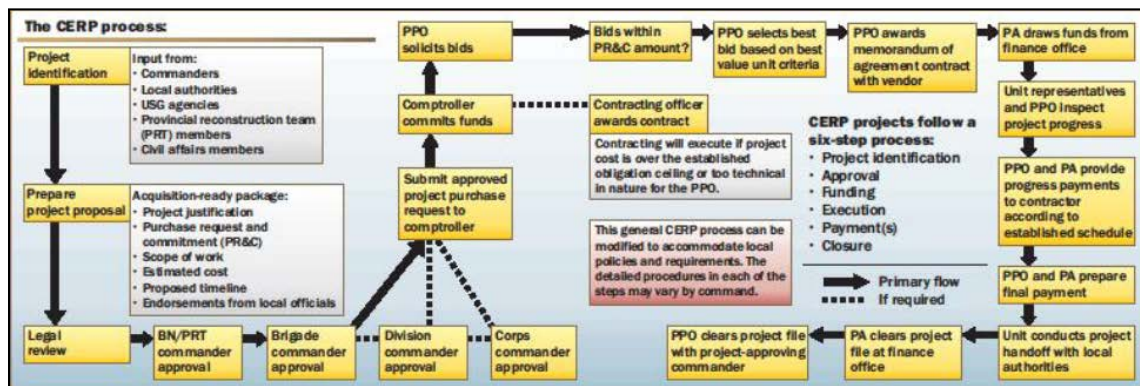 The CERP process:
Project
identification
Input from:
• Commanders
• Local authorities
• USG agencies
• Provincial reconstruction team
(PRT) members
• Civil affairs members
Prepare
project proposal
Acquisition-ready package:
• Project justification
• Purchase request and
commitment (PR&C)
• Scope of work
• Estimated cost
• Proposed timeline
• Endorsements from local officials
Legal
review
BN/PRT
commander
approval
Brigade
commander
approval
Division
commander
approval
Corps
commander
approval
Submit approved
project purchase
request to
comptroller
Comptroller
commits funds
PPO
solicits bids
Contracting officer
awards contract
Contracting will execute if project
cost is over the established
obligation ceiling or too technical
in nature for the PPO.
This general CERP process can be
modified to accommodate local
policies and requirements. The
detailed procedures in each of the
steps may vary by command.
Bids within
PR&C amount?
PPO selects best
bid based on best
value unit criteria
PPO awards
memorandum of
agreement contract
with vendor
PA draws funds from
finance office
Unit representatives
and PPO inspect
project progress
PPO and PA provide
progress payments
to contractor
according to
established schedule
PPO and PA prepare
final payment
Unit conducts project
handoff with local
authorities
PA clears project
file at finance
office
PPO clears project file
with project-approving
commander
CERP projects follow a
six-step process:
• Project identification
• Approval
• Funding
• Execution
• Payment(s)
• Closure
Primary flow
If required